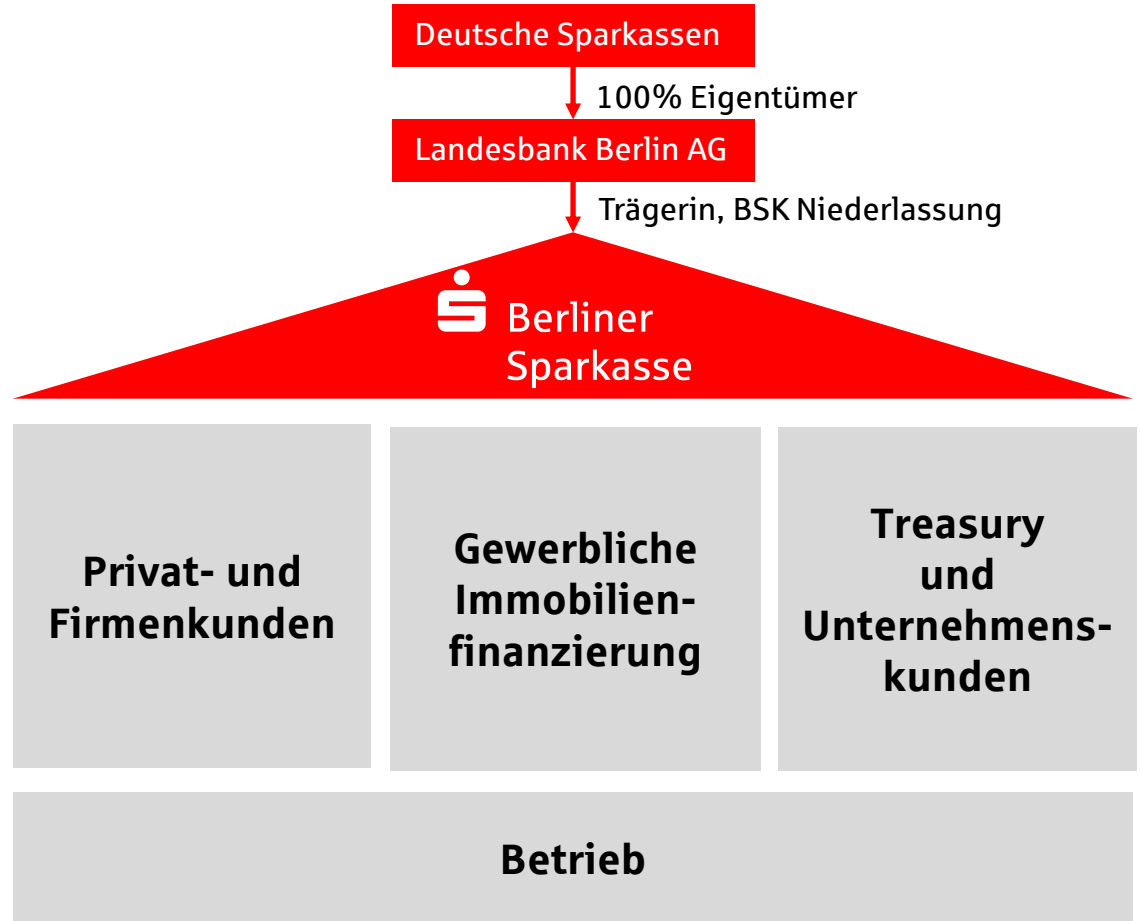 Deutsche Sparkassen
100% Eigentümer
Landesbank Berlin AG
Trägerin, BSK Niederlassung
Berliner
Sparkasse
Privat- und
Firmenkunden
Gewerbliche
Immobilien-
finanzierung
Treasury
und
Unternehmens-
kunden
Betrieb